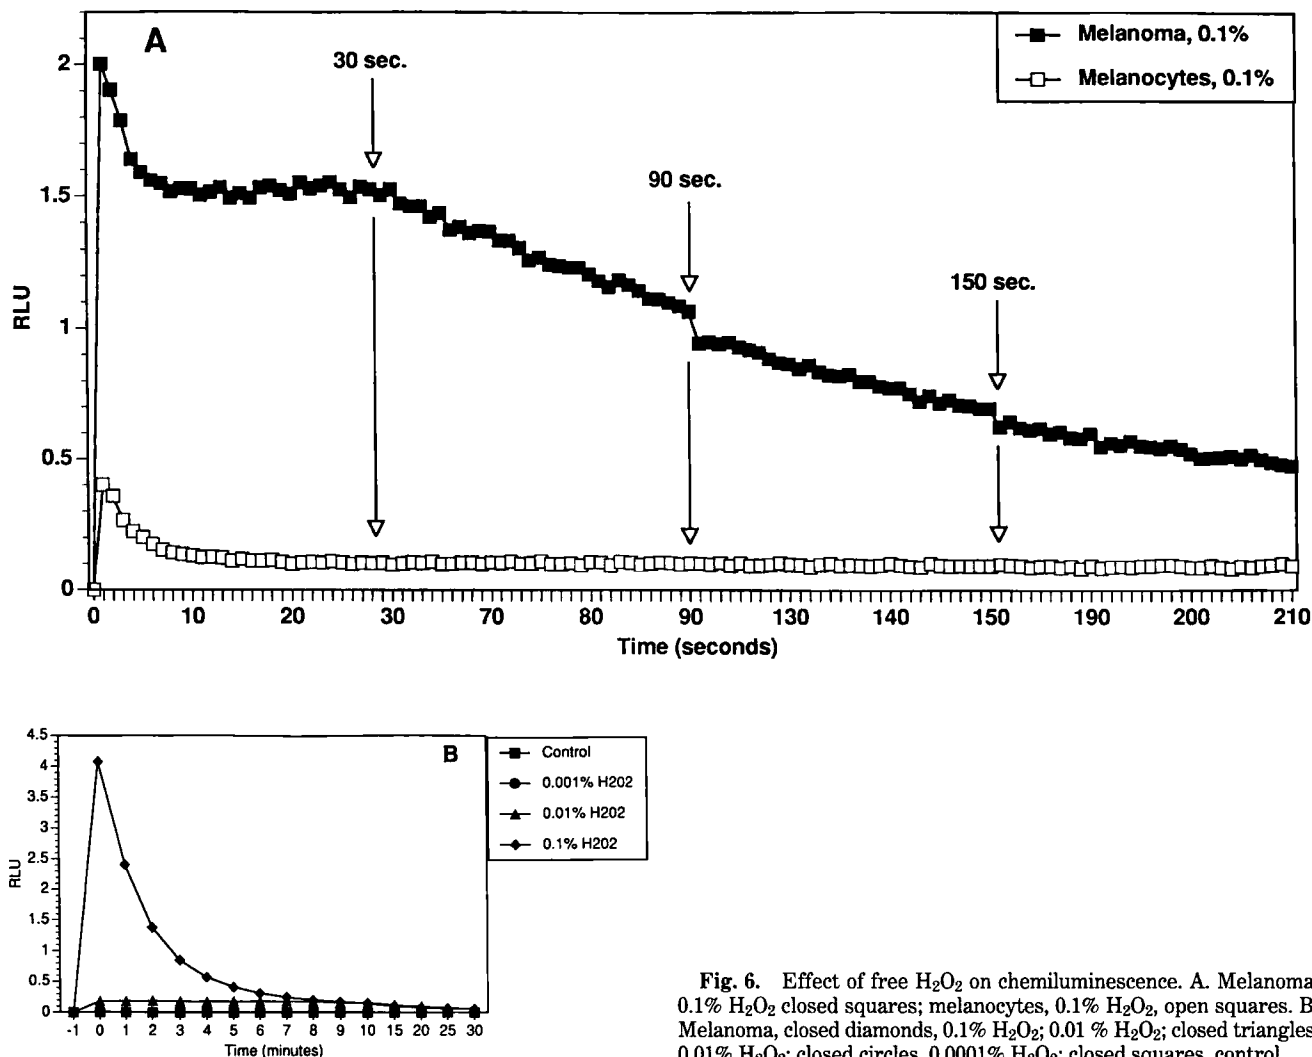 A
Melanoma, 0.1%
Melanocytes, 0.1%
30 sec.
90 sec.
150 sec.
RLU
2
1.5
1
0.5
0
0 10 20 30 70 80 90 130 140 150 190 200 210
Time (seconds)
B
Control
0.001% H202
0.01% H202
0.1% H202
RLU
4.5
4
3.5
3
2.5
2
1.5
1
0.5
0
-1 0 1 2 3 4 5 6 7 8 9 10 15 20 25 30
Time (minutes)
Fig. 6. Effect of free H₂O₂ on chemiluminescence. A. Melanoma
0.1% H₂O₂ closed squares; melanocytes, 0.1% H₂O₂, open squares. B
Melanoma, closed diamonds, 0.1% H₂O₂; 0.01 % H₂O₂; closed triangles
0.01% H₂O₂; closed circles, 0.0001% H₂O₂; closed squares, control